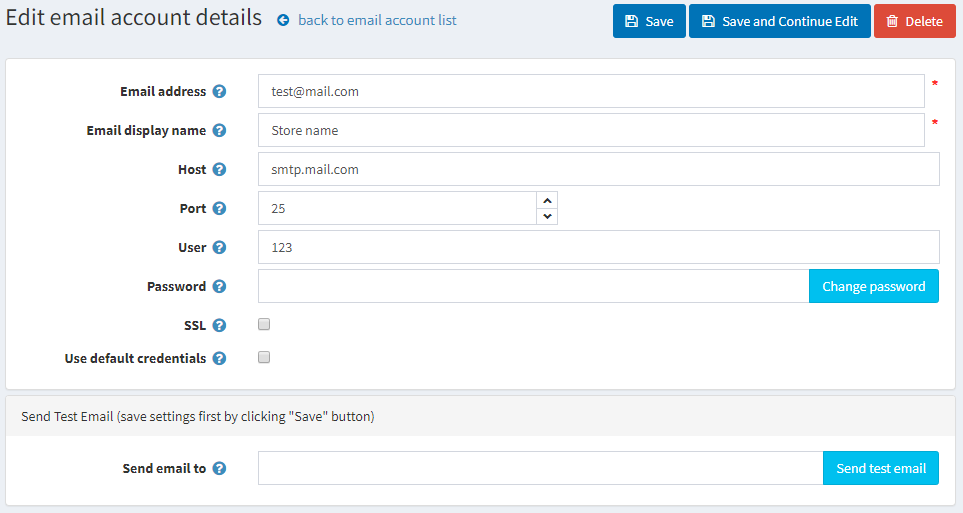 Edit email account details back to email account list Save Save and Continue Edit Delete
Email address ? test@mail.com *
Email display name ? Store name *
Host ? smtp.mail.com
Port ? 25
User ? 123
Password ? Change password
SSL ?
Use default credentials ?
Send Test Email (save settings first by clicking "Save" button)
Send email to ? Send test email